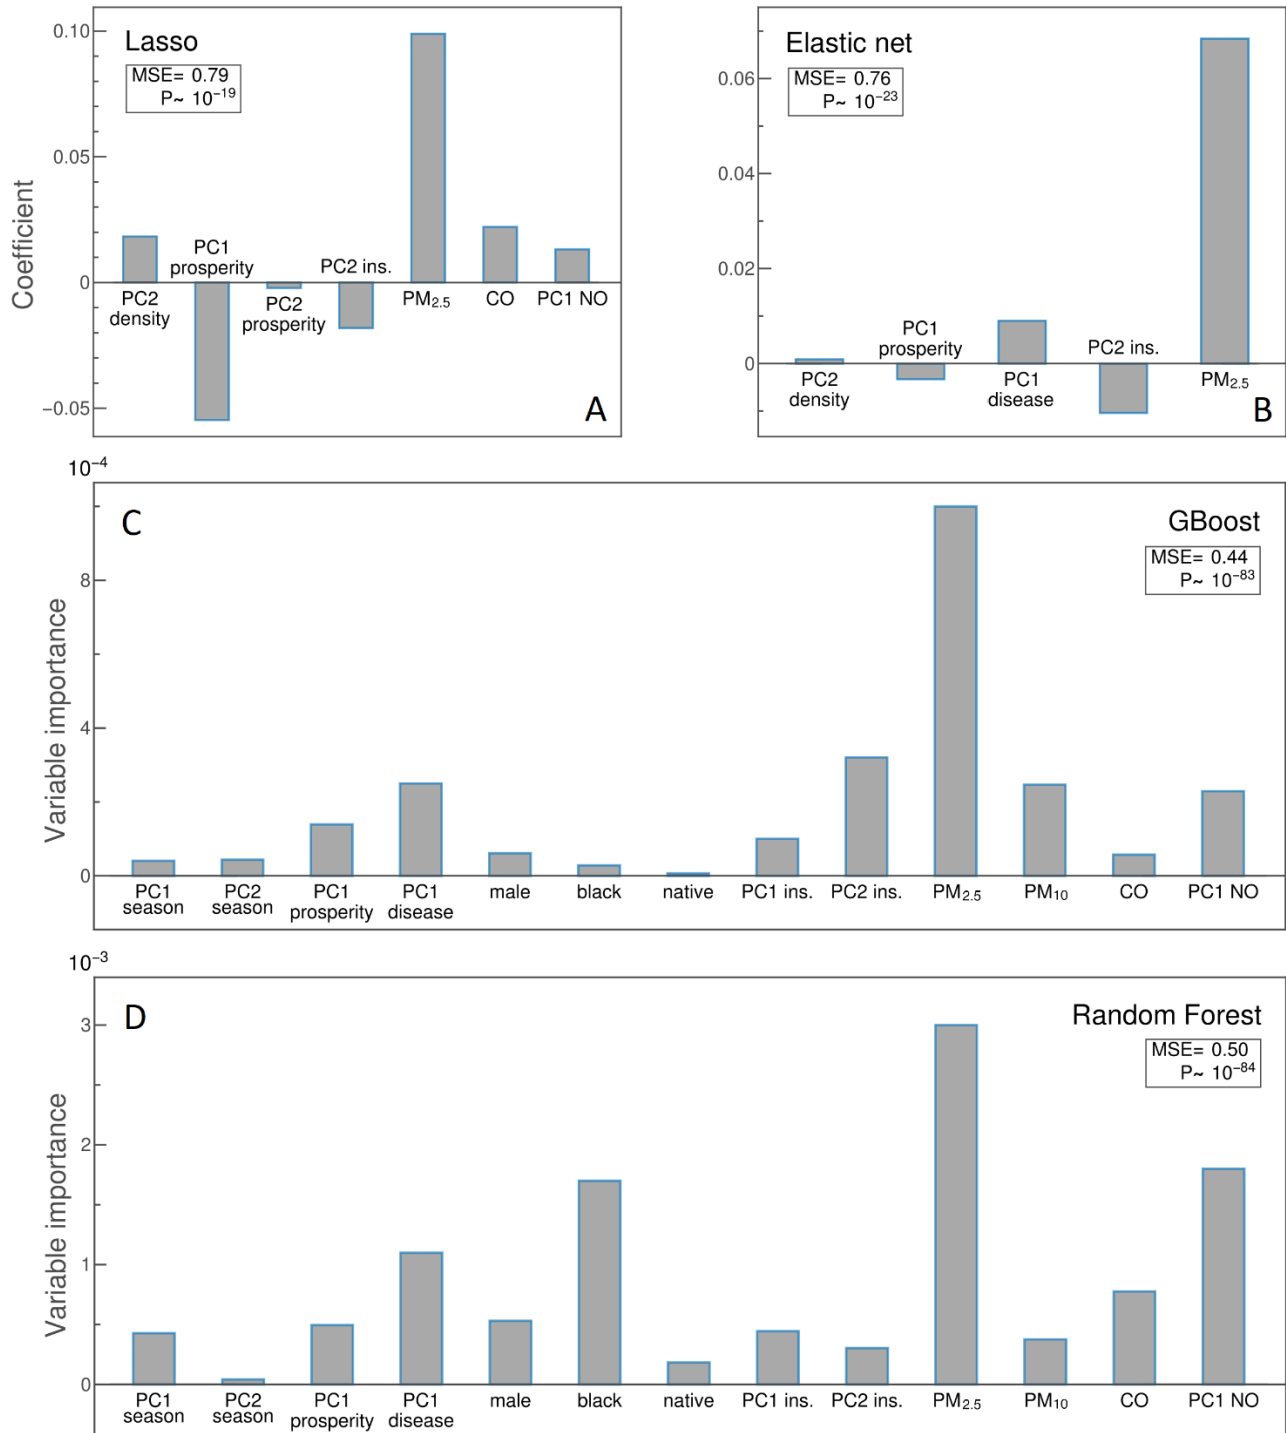 Lasso
MSE= 0.79
P~ 10⁻¹⁹
Coefficient
0.10
0.05
0
−0.05
PC2
density
PC1
prosperity
PC2
prosperity
PC2 ins.
PM₂.₅
CO
PC1 NO
A
Elastic net
MSE= 0.76
P~ 10⁻²³
0.06
0.04
0.02
0
PC2
density
PC1
prosperity
PC1
disease
PC2 ins.
PM₂.₅
B
10⁻⁴
C
GBoost
MSE= 0.44
P~ 10⁻⁸³
Variable importance
8
4
0
PC1
season
PC2
season
PC1
prosperity
PC1
disease
male
black
native
PC1 ins.
PC2 ins.
PM₂.₅
PM₁₀
CO
PC1 NO
10⁻³
D
Random Forest
MSE= 0.50
P~ 10⁻⁸⁴
Variable importance
3
2
1
0
PC1
season
PC2
season
PC1
prosperity
PC1
disease
male
black
native
PC1 ins.
PC2 ins.
PM₂.₅
PM₁₀
CO
PC1 NO